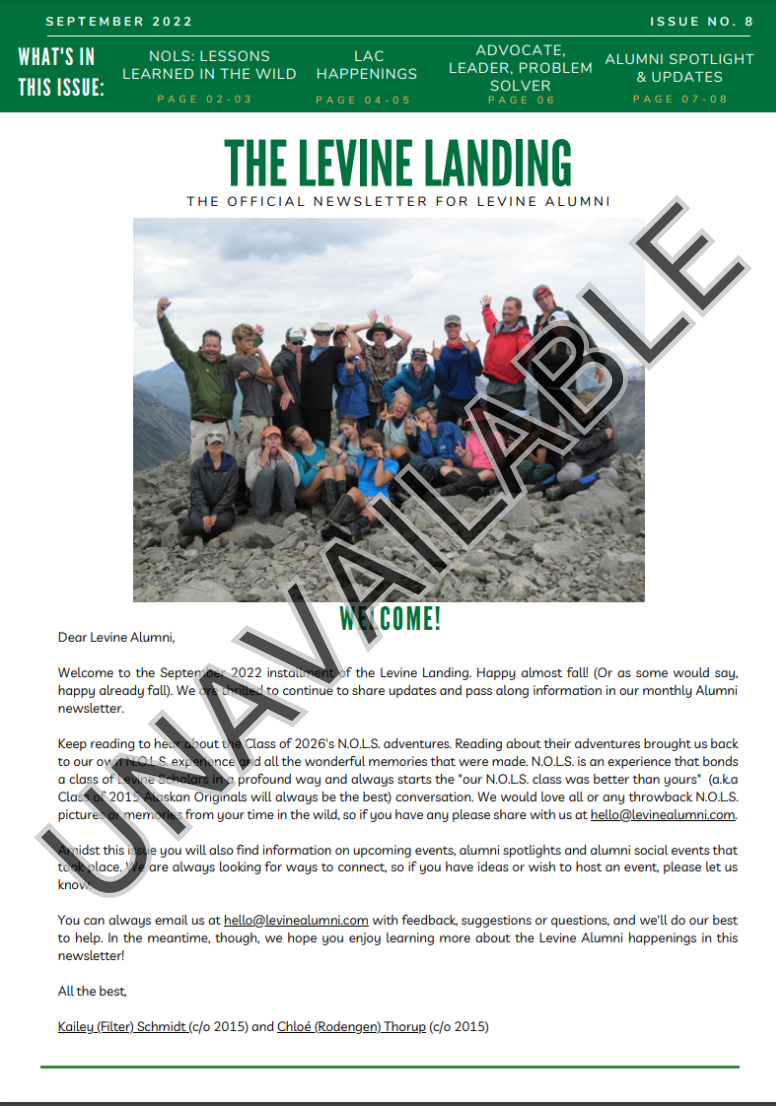 SEPTEMBER 2022
ISSUE NO. 8
WHAT'S IN
THIS ISSUE:
NOLS: LESSONS
LEARNED IN THE WILD
PAGE 02-03
LAC
HAPPENINGS
PAGE 04-05
ADVOCATE,
LEADER, PROBLEM
SOLVER
PAGE 06
ALUMNI SPOTLIGHT
& UPDATES
PAGE 07-08
THE LEVINE LANDING
THE OFFICIAL NEWSLETTER FOR LEVINE ALUMNI
UNAVAILABLE
WELCOME!
Dear Levine Alumni,
Welcome to the September 2022 installment of the Levine Landing. Happy almost fall! (Or as some would say,
happy already fall). We are thrilled to continue to share updates and pass along information in our monthly Alumni
newsletter.
Keep reading to hear about the Class of 2026's N.O.L.S. adventures. Reading about their adventures brought us back
to our own N.O.L.S. experience and all the wonderful memories that were made. N.O.L.S. is an experience that bonds
a class of Levine Scholars in a profound way and always starts the "our N.O.L.S. class was better than yours" (a.k.a
Class of 2015 Alaskan Originals will always be the best) conversation. We would love all or any throwback N.O.L.S.
pictures or memories from your time in the wild, so if you have any please share with us at hello@levinealumni.com.
Amidst this issue you will also find information on upcoming events, alumni spotlights and alumni social events that
took place. We are always looking for ways to connect, so if you have ideas or wish to host an event, please let us
know.
You can always email us at hello@levinealumni.com with feedback, suggestions or questions, and we'll do our best
to help. In the meantime, though, we hope you enjoy learning more about the Levine Alumni happenings in this
newsletter!
All the best,
Kailey (Filter) Schmidt (c/o 2015) and Chloé (Rodengen) Thorup (c/o 2015)